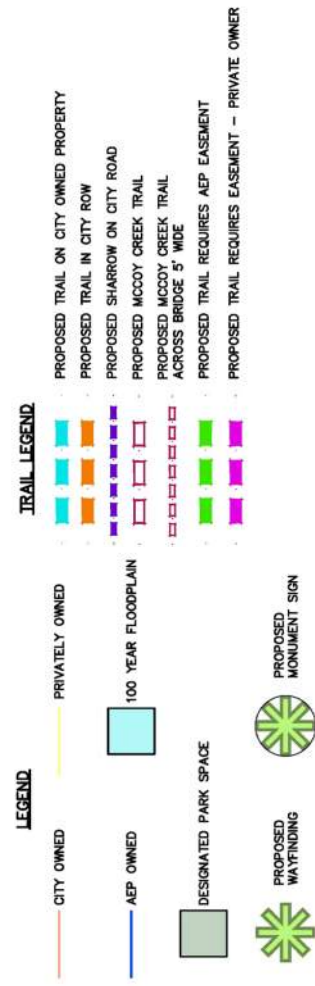 LEGEND
CITY OWNED
PRIVATELY OWNED
AEP OWNED
100 YEAR FLOODPLAIN
DESIGNATED PARK SPACE
PROPOSED
WAYFINDING
PROPOSED
MONUMENT SIGN
TRAIL LEGEND
PROPOSED TRAIL ON CITY OWNED PROPERTY
PROPOSED TRAIL IN CITY ROW
PROPOSED SHARROW ON CITY ROAD
PROPOSED MCCOY CREEK TRAIL
PROPOSED MCCOY CREEK TRAIL
ACROSS BRIDGE 5' WIDE
PROPOSED TRAIL REQUIRES AEP EASEMENT
PROPOSED TRAIL REQUIRES EASEMENT – PRIVATE OWNER